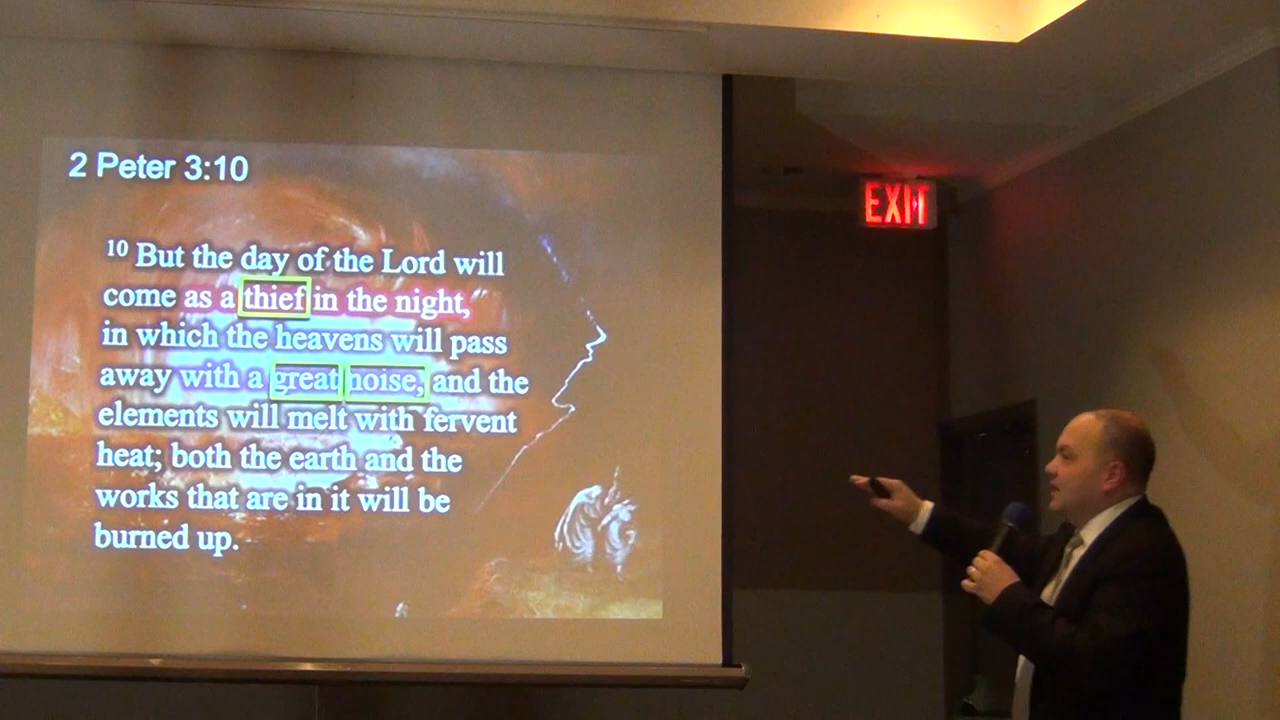 2 Peter 3:10
10 But the day of the Lord will
come as a thief in the night,
in which the heavens will pass
away with a great noise, and the
elements will melt with fervent
heat; both the earth and the
works that are in it will be
burned up.
EXIT